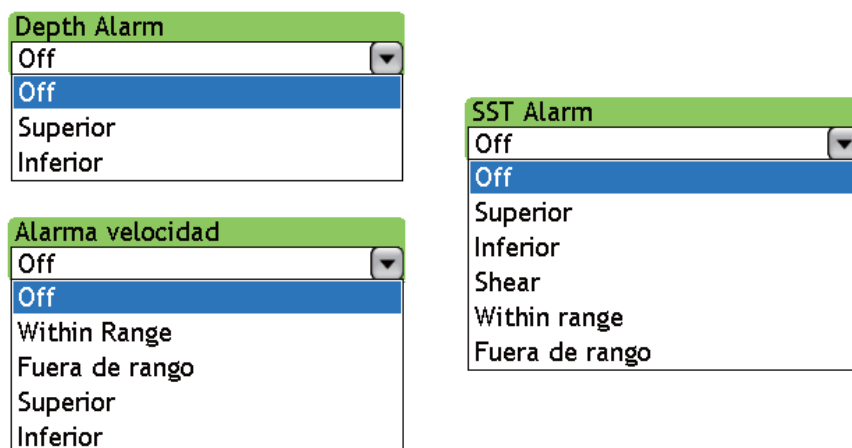 Depth Alarm
Off
Off
Superior
Inferior
Alarma velocidad
Off
Off
Within Range
Fuera de rango
Superior
Inferior
SST Alarm
Off
Off
Superior
Inferior
Shear
Within range
Fuera de rango